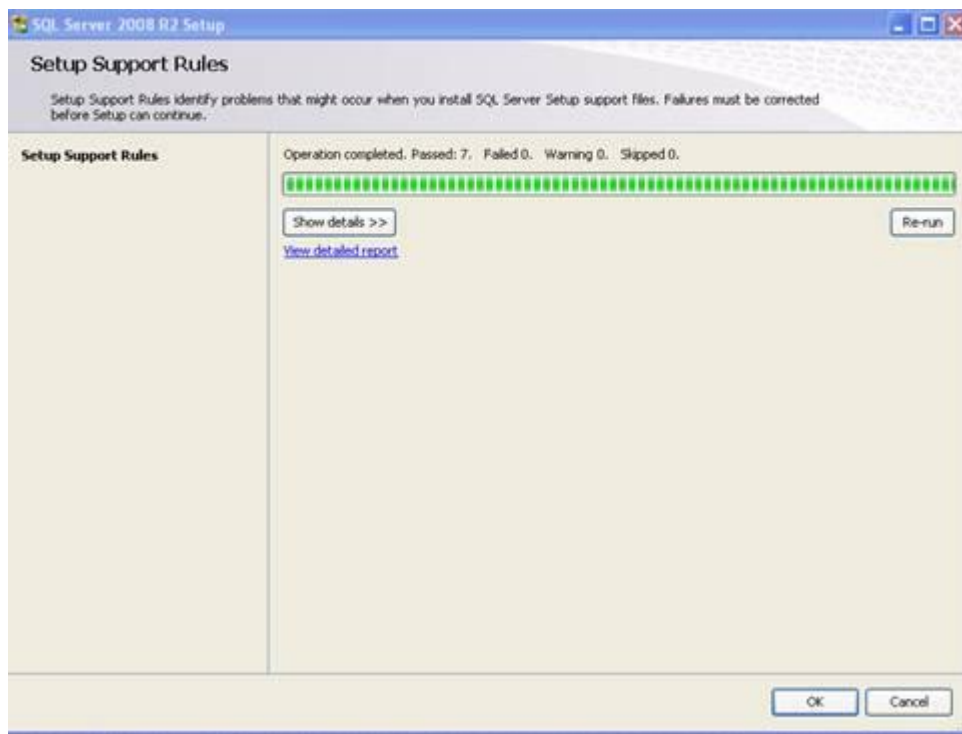 SQL Server 2008 R2 Setup
Setup Support Rules
Setup Support Rules identify problems that might occur when you install SQL Server Setup support files. Failures must be corrected
before Setup can continue.
Setup Support Rules
Operation completed. Passed: 7. Failed 0. Warning 0. Skipped 0.
Show details >>
Re-run
View detailed report
OK
Cancel